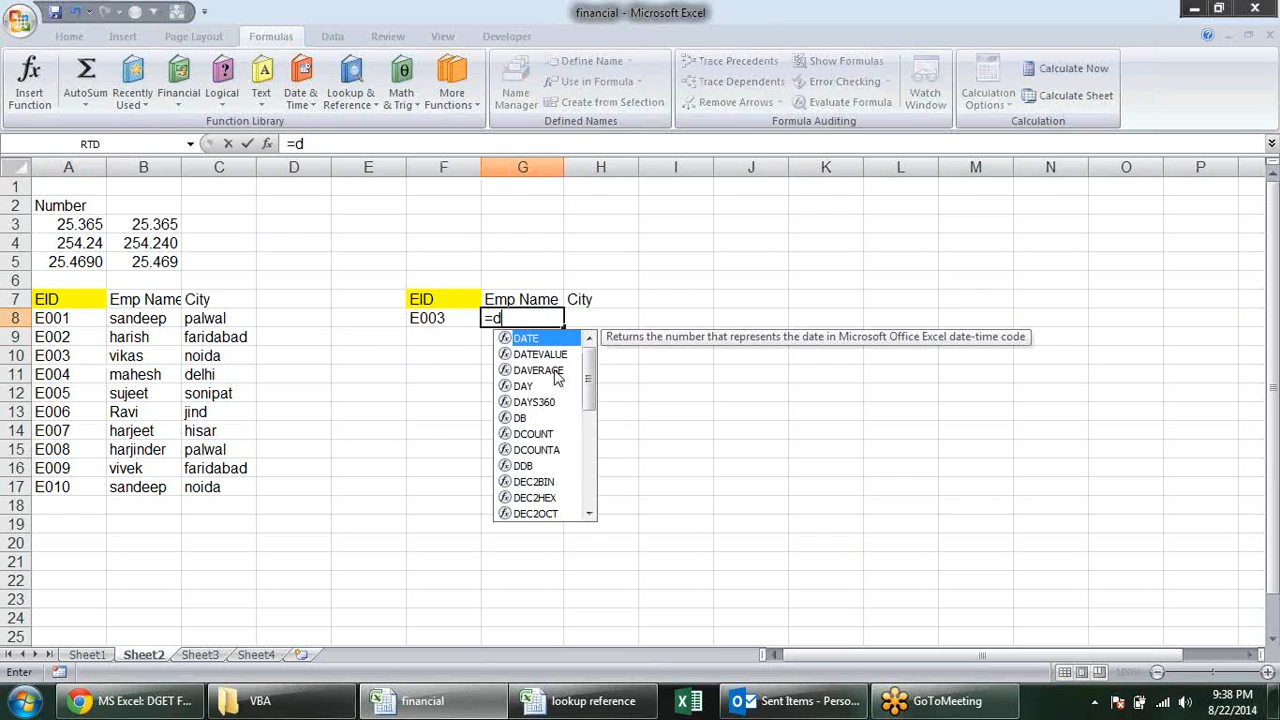 financial - Microsoft Excel
Home Insert Page Layout Formulas Data Review View Developer
Insert Function
AutoSum
Recently Used
Financial
Logical
Text
Date & Time
Lookup & Reference
Math & Trig
More Functions
Function Library
Name Manager
Define Name
Use in Formula
Create from Selection
Defined Names
Trace Precedents
Trace Dependents
Remove Arrows
Show Formulas
Error Checking
Evaluate Formula
Formula Auditing
Watch Window
Calculation Options
Calculate Now
Calculate Sheet
Calculation
RTD fx =d
A B C D E F G H I J K L M N O P
1
2 Number
3 25.365 25.365
4 254.24 254.240
5 25.4690 25.469
6
7 EID Emp Name City EID Emp Name City
8 E001 sandeep palwal E003 =d
9 E002 harish faridabad
10 E003 vikas noida
11 E004 mahesh delhi
12 E005 sujeet sonipat
13 E006 Ravi jind
14 E007 harjeet hisar
15 E008 harjinder palwal
16 E009 vivek faridabad
17 E010 sandeep noida
18
19
20
21
22
23
24
25
DATE
DATEVALUE
DAVERAGE
DAY
DAYS360
DB
DCOUNT
DCOUNTA
DDB
DEC2BIN
DEC2HEX
DEC2OCT
Returns the number that represents the date in Microsoft Office Excel date-time code
Sheet1 Sheet2 Sheet3 Sheet4
Enter 100%
MS Excel: DGET F... VBA financial lookup reference Sent Items - Perso... GoToMeeting
9:38 PM
8/22/2014